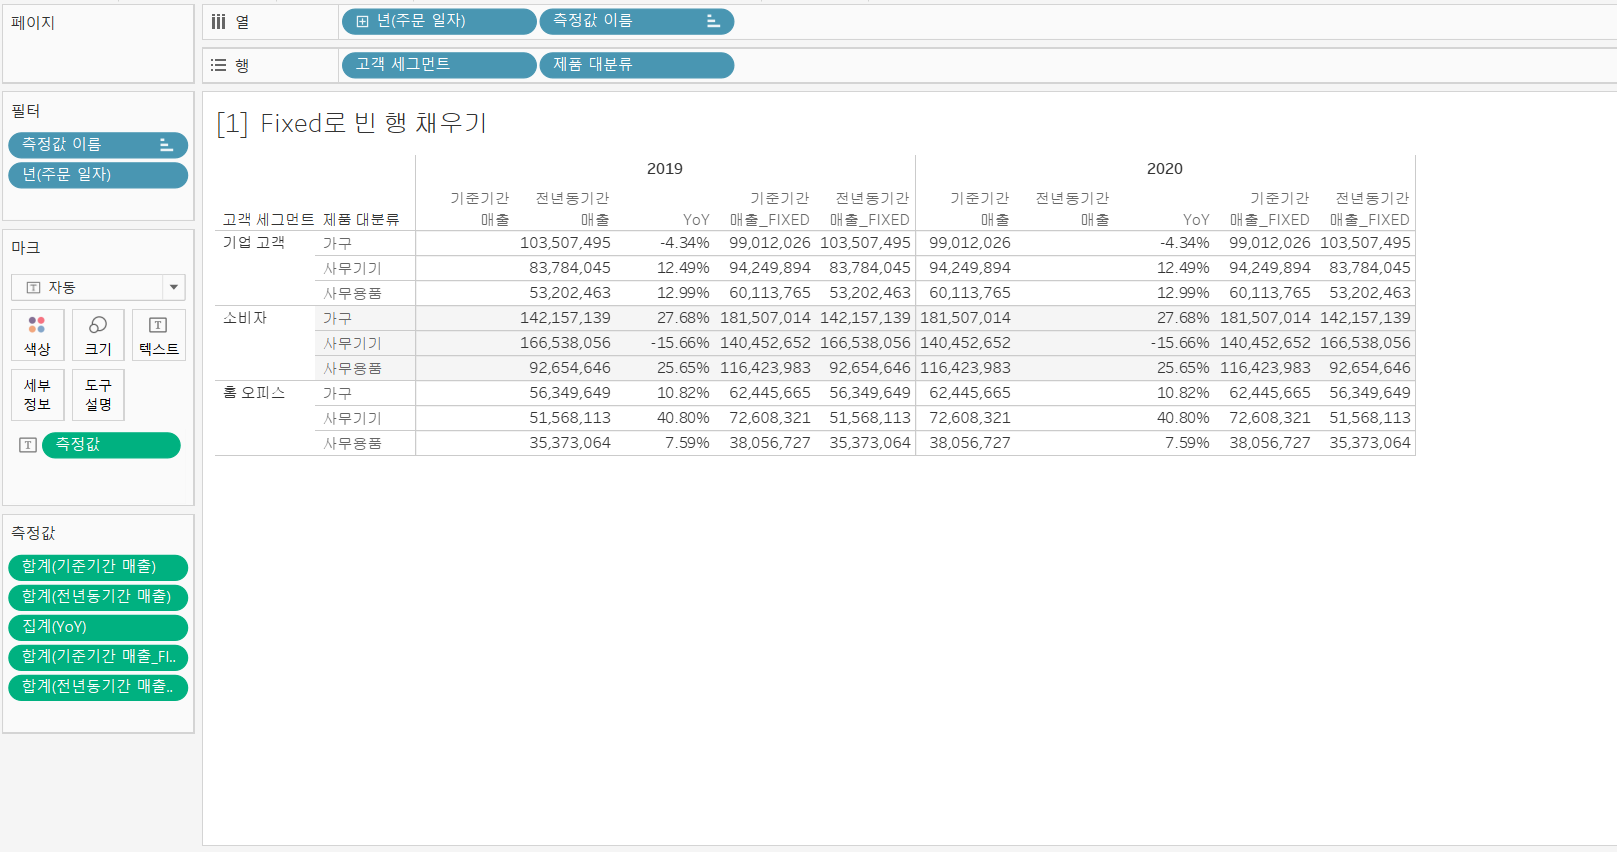 페이지
필터
측정값 이름
년(주문 일자)
마크
자동
색상
크기
텍스트
세부
정보
도구
설명
측정값
측정값
합계(기준기간 매출)
합계(전년동기간 매출)
집계(YoY)
합계(기준기간 매출_FI..
합계(전년동기간 매출..
열 년(주문 일자) 측정값 이름
행 고객 세그먼트 제품 대분류
[1] Fixed로 빈 행 채우기
2019 2020
기준기간 전년동기간 기준기간 전년동기간 기준기간 전년동기간 기준기간 전년동기간
고객 세그먼트 제품 대분류 매출 매출 YoY 매출_FIXED 매출_FIXED 매출 매출 YoY 매출_FIXED 매출_FIXED
기업 고객 가구 103,507,495 -4.34% 99,012,026 103,507,495 99,012,026 -4.34% 99,012,026 103,507,495
사무기기 83,784,045 12.49% 94,249,894 83,784,045 94,249,894 12.49% 94,249,894 83,784,045
사무용품 53,202,463 12.99% 60,113,765 53,202,463 60,113,765 12.99% 60,113,765 53,202,463
소비자 가구 142,157,139 27.68% 181,507,014 142,157,139 181,507,014 27.68% 181,507,014 142,157,139
사무기기 166,538,056 -15.66% 140,452,652 166,538,056 140,452,652 -15.66% 140,452,652 166,538,056
사무용품 92,654,646 25.65% 116,423,983 92,654,646 116,423,983 25.65% 116,423,983 92,654,646
홈 오피스 가구 56,349,649 10.82% 62,445,665 56,349,649 62,445,665 10.82% 62,445,665 56,349,649
사무기기 51,568,113 40.80% 72,608,321 51,568,113 72,608,321 40.80% 72,608,321 51,568,113
사무용품 35,373,064 7.59% 38,056,727 35,373,064 38,056,727 7.59% 38,056,727 35,373,064